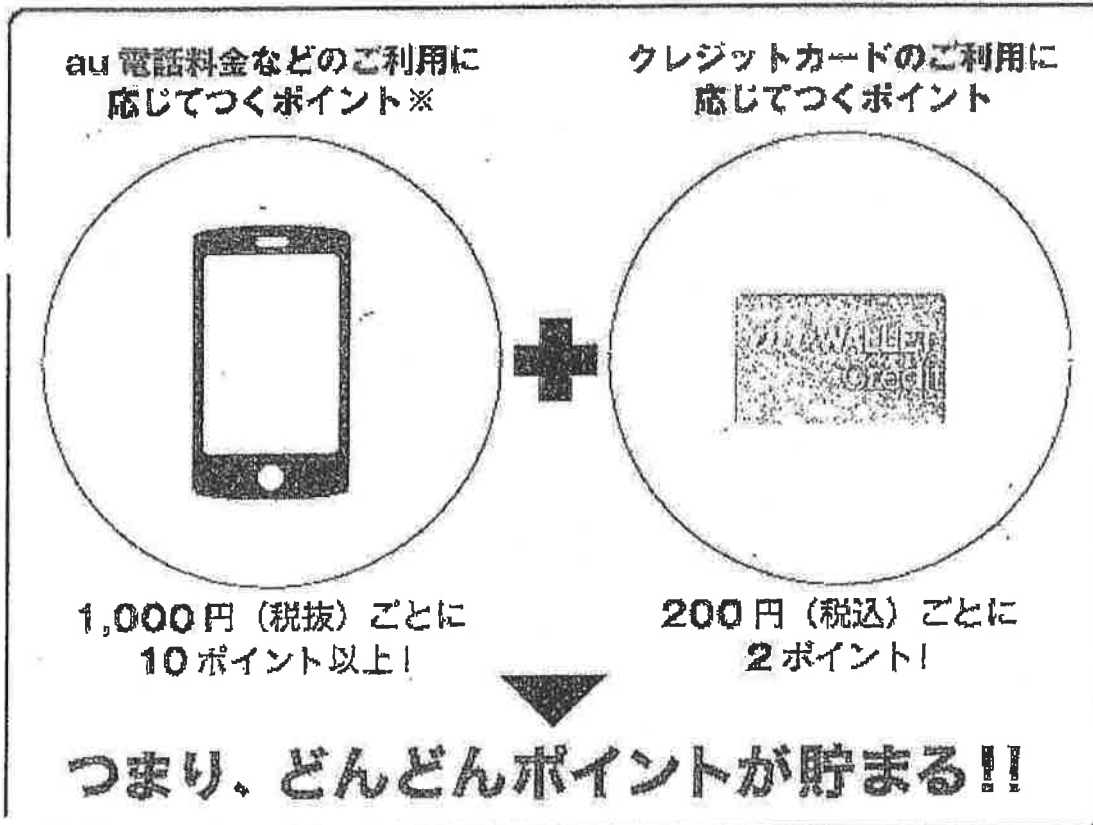 au 電話料金などのご利用に
応じてつくポイント※
クレジットカードのご利用に
応じてつくポイント
WALLET
Credit
1,000円（税抜）ごとに
10ポイント以上！
200円（税込）ごとに
2ポイント！
つまり、どんどんポイントが貯まる!!